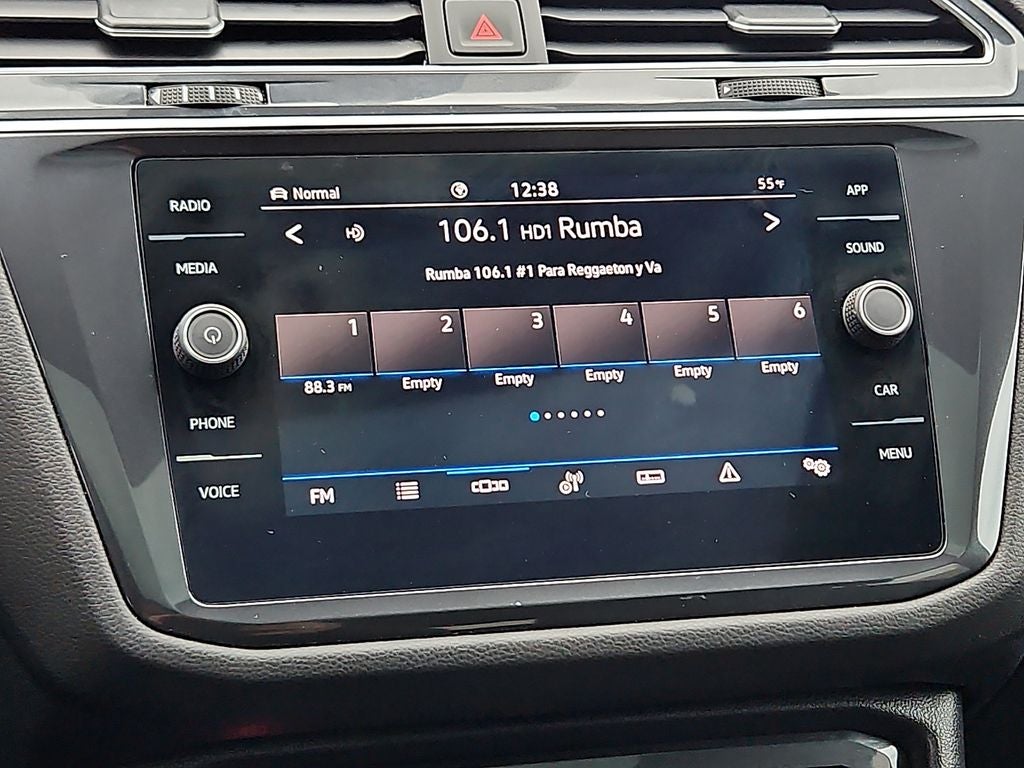 RADIO
MEDIA
PHONE
VOICE
Normal
12:38
55°F
106.1 HD1 Rumba
Rumba 106.1 #1 Para Reggaeton y Va
1
2
3
4
5
6
88.3 FM
Empty
Empty
Empty
Empty
Empty
FM
APP
SOUND
CAR
MENU